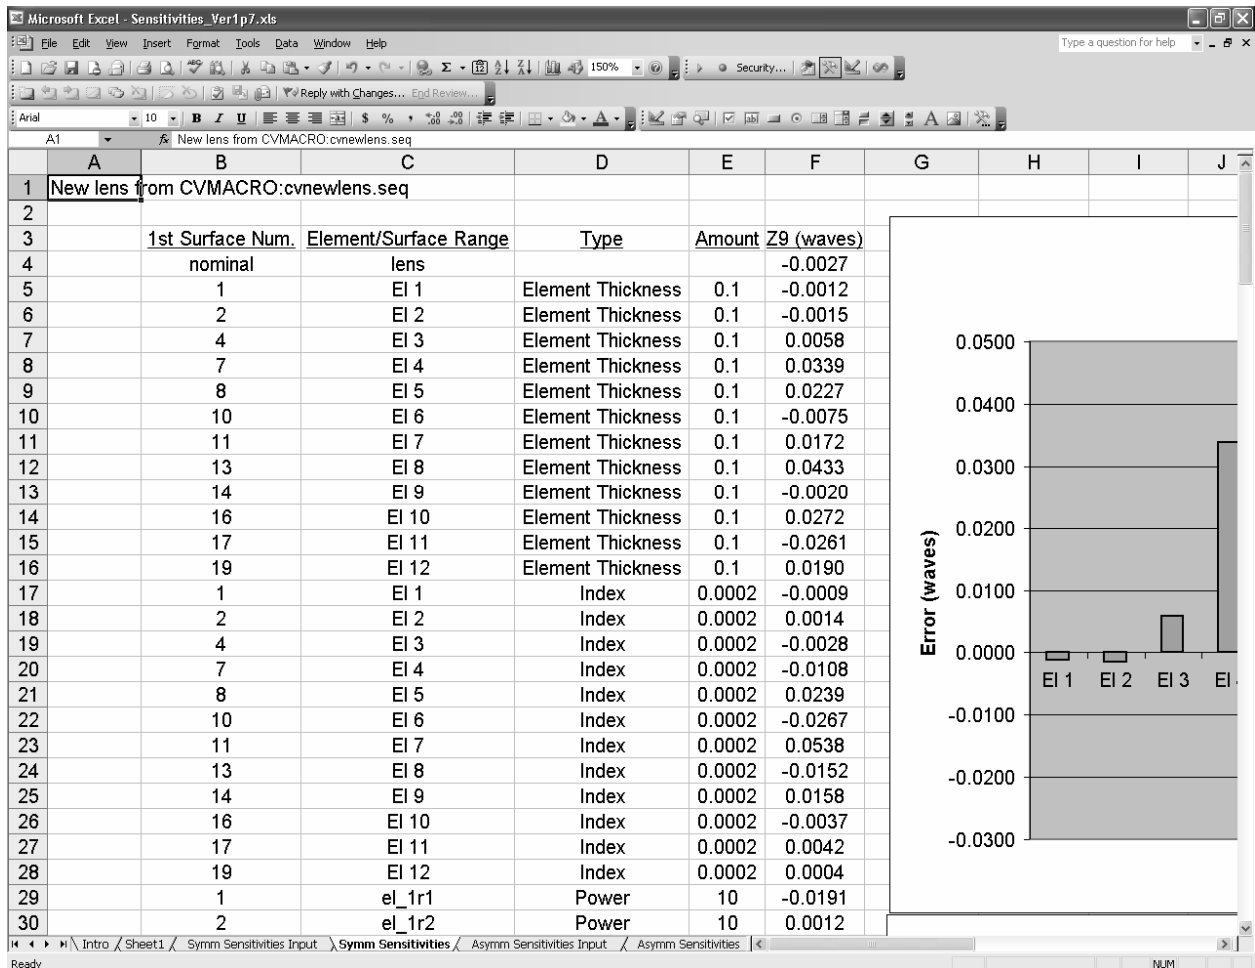 Microsoft Excel - Sensitivities_Ver1p7.xls
File Edit View Insert Format Tools Data Window Help Type a question for help
150% Security...
Reply with Changes... End Review...
Arial 10 B I U $ % ,
A1 fx New lens from CVMACRO:cvnewlens.seq
A B C D E F G H I J
1 New lens from CVMACRO:cvnewlens.seq
2
3 1st Surface Num. Element/Surface Range Type Amount Z9 (waves)
4 nominal lens -0.0027
5 1 El 1 Element Thickness 0.1 -0.0012
6 2 El 2 Element Thickness 0.1 -0.0015
7 4 El 3 Element Thickness 0.1 0.0058
8 7 El 4 Element Thickness 0.1 0.0339
9 8 El 5 Element Thickness 0.1 0.0227
10 10 El 6 Element Thickness 0.1 -0.0075
11 11 El 7 Element Thickness 0.1 0.0172
12 13 El 8 Element Thickness 0.1 0.0433
13 14 El 9 Element Thickness 0.1 -0.0020
14 16 El 10 Element Thickness 0.1 0.0272
15 17 El 11 Element Thickness 0.1 -0.0261
16 19 El 12 Element Thickness 0.1 0.0190
17 1 El 1 Index 0.0002 -0.0009
18 2 El 2 Index 0.0002 0.0014
19 4 El 3 Index 0.0002 -0.0028
20 7 El 4 Index 0.0002 -0.0108
21 8 El 5 Index 0.0002 0.0239
22 10 El 6 Index 0.0002 -0.0267
23 11 El 7 Index 0.0002 0.0538
24 13 El 8 Index 0.0002 -0.0152
25 14 El 9 Index 0.0002 0.0158
26 16 El 10 Index 0.0002 -0.0037
27 17 El 11 Index 0.0002 0.0042
28 19 El 12 Index 0.0002 0.0004
29 1 el_1r1 Power 10 -0.0191
30 2 el_1r2 Power 10 0.0012
Error (waves)
0.0500
0.0400
0.0300
0.0200
0.0100
0.0000
El 1 El 2 El 3 El
-0.0100
-0.0200
-0.0300
Intro Sheet1 Symm Sensitivities Input Symm Sensitivities Asymm Sensitivities Input Asymm Sensitivities
Ready NUM